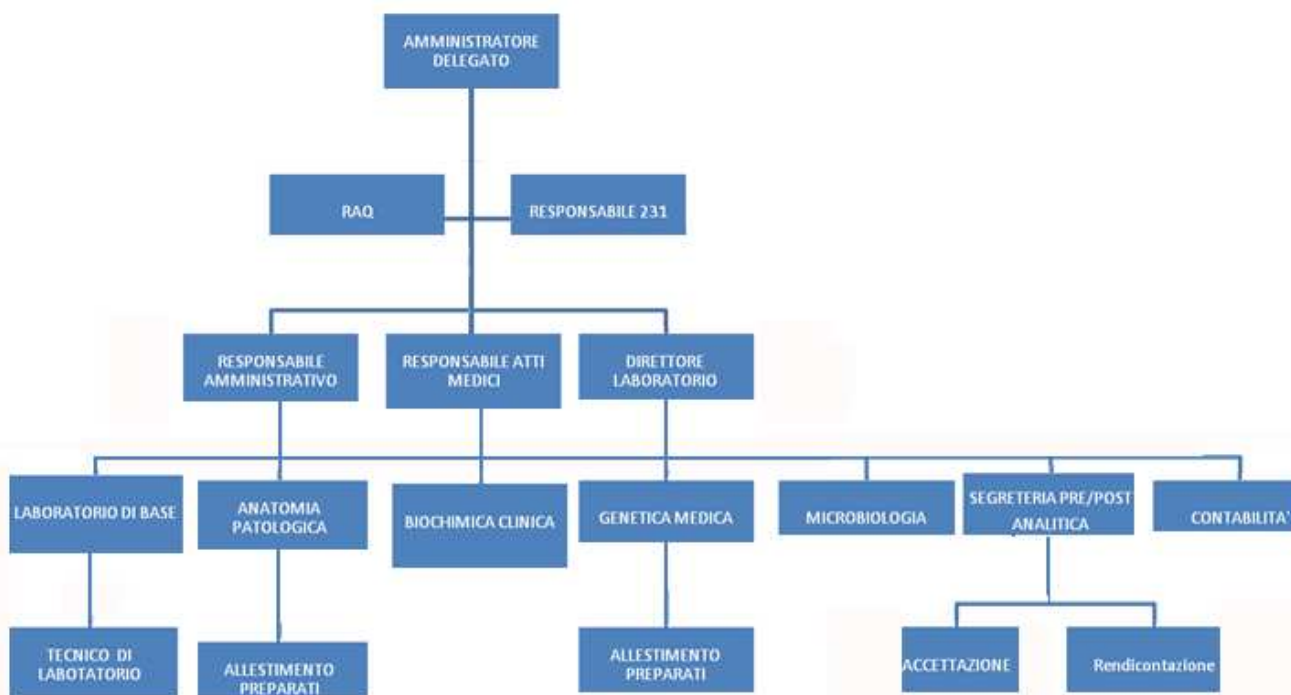 AMMINISTRATORE
DELEGATO
RAQ
RESPONSABILE 231
RESPONSABILE
AMMINISTRATIVO
RESPONSABILE ATTI
MEDICI
DIRETTORE
LABORATORIO
LABORATORIO DI BASE
ANATOMIA
PATOLOGICA
BIOCHIMICA CLINICA
GENETICA MEDICA
MICROBIOLOGIA
SEGRETERIA PRE/POST
ANALITICA
CONTABILITA'
TECNICO DI
LABOTATORIO
ALLESTIMENTO
PREPARATI
ALLESTIMENTO
PREPARATI
ACCETTAZIONE
Rendicontazione